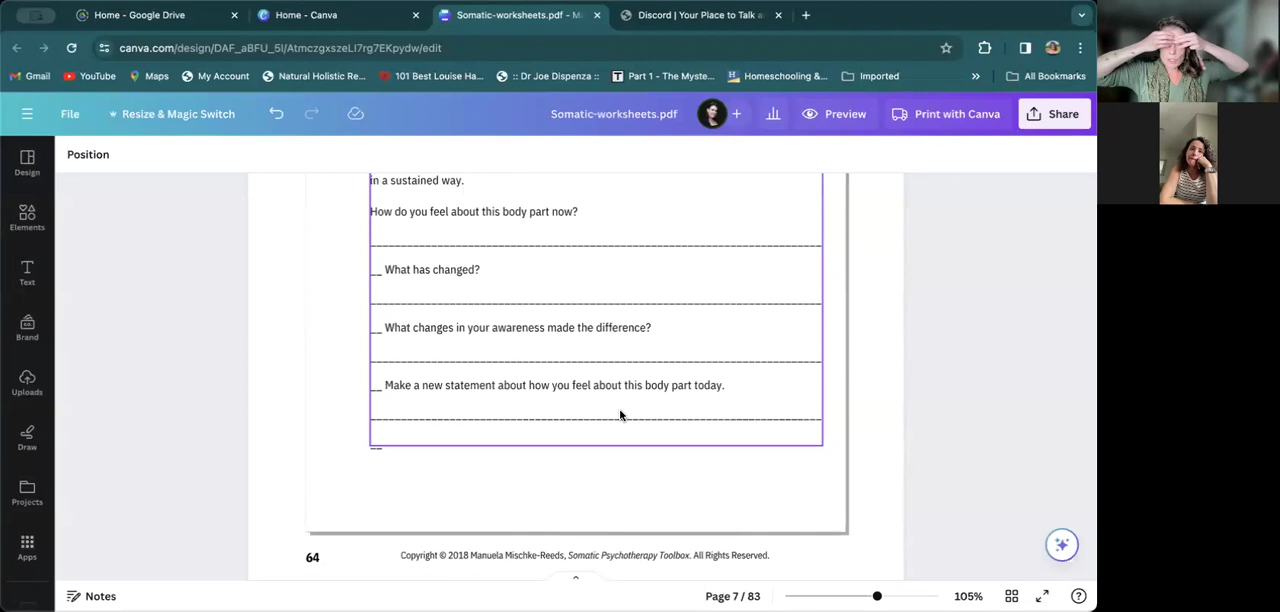 Home - Google Drive
Home - Canva
Somatic-worksheets.pdf - M
Discord | Your Place to Talk a
canva.com/design/DAF_aBFU_5I/AtmczgxszeLI7rg7EKpydw/edit
Gmail
YouTube
Maps
My Account
Natural Holistic Re...
101 Best Louise Ha...
:: Dr Joe Dispenza ::
Part 1 - The Myste...
Homeschooling &...
Imported
All Bookmarks
File
Resize & Magic Switch
Somatic-worksheets.pdf
Preview
Print with Canva
Share
Design
Elements
Text
Brand
Uploads
Draw
Projects
Apps
Position
in a sustained way.
How do you feel about this body part now?
__ What has changed?
__ What changes in your awareness made the difference?
__ Make a new statement about how you feel about this body part today.
64
Copyright © 2018 Manuela Mischke-Reeds, Somatic Psychotherapy Toolbox. All Rights Reserved.
Notes
Page 7 / 83
105%